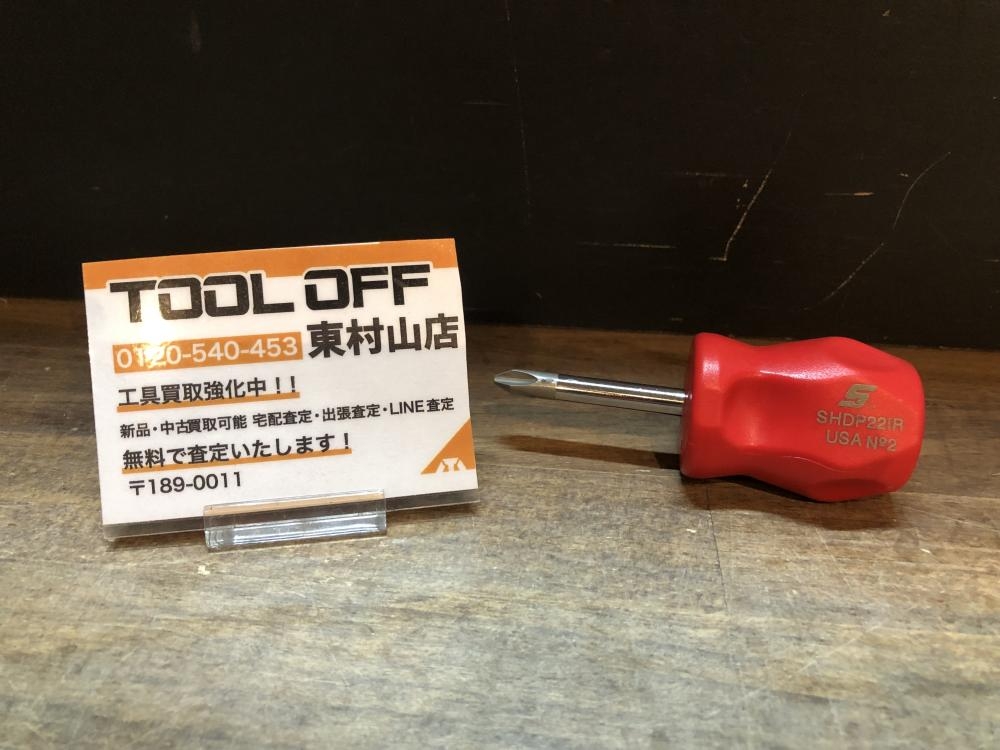 TOOL OFF
0120-540-453 東村山店
工具買取強化中!!
新品・中古買取可能 宅配査定・出張査定・LINE査定
無料で査定いたします!
〒189-0011
S
SHDP22IR
USA Nº2